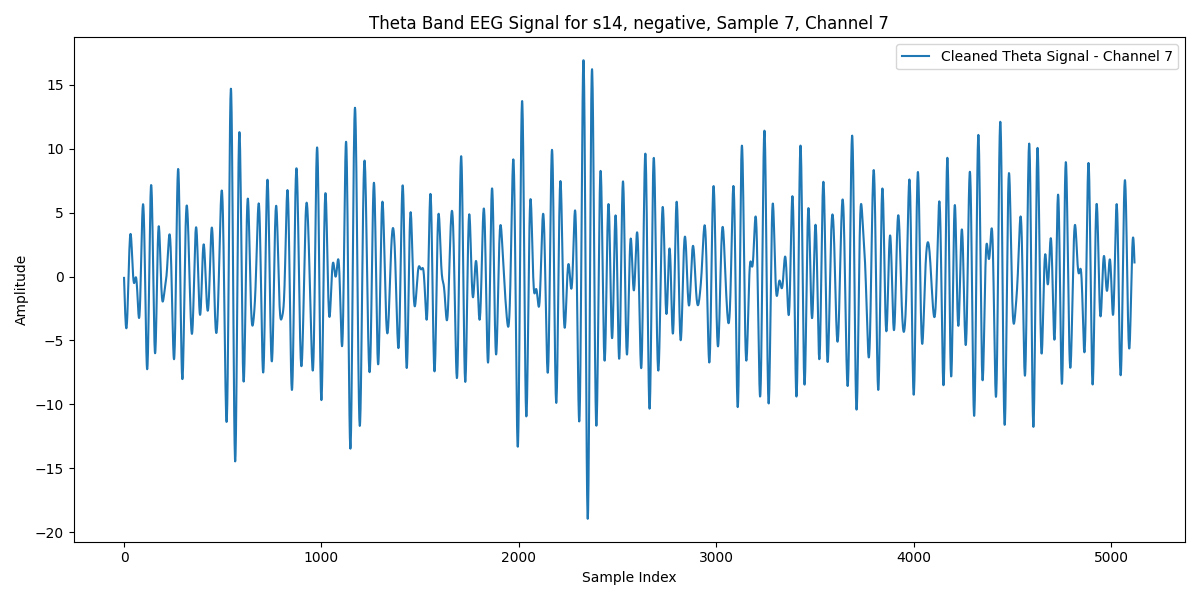 Theta Band EEG Signal for s14, negative, Sample 7, Channel 7
Cleaned Theta Signal - Channel 7
Amplitude
15
10
5
0
−5
−10
−15
−20
0 1000 2000 3000 4000 5000
Sample Index